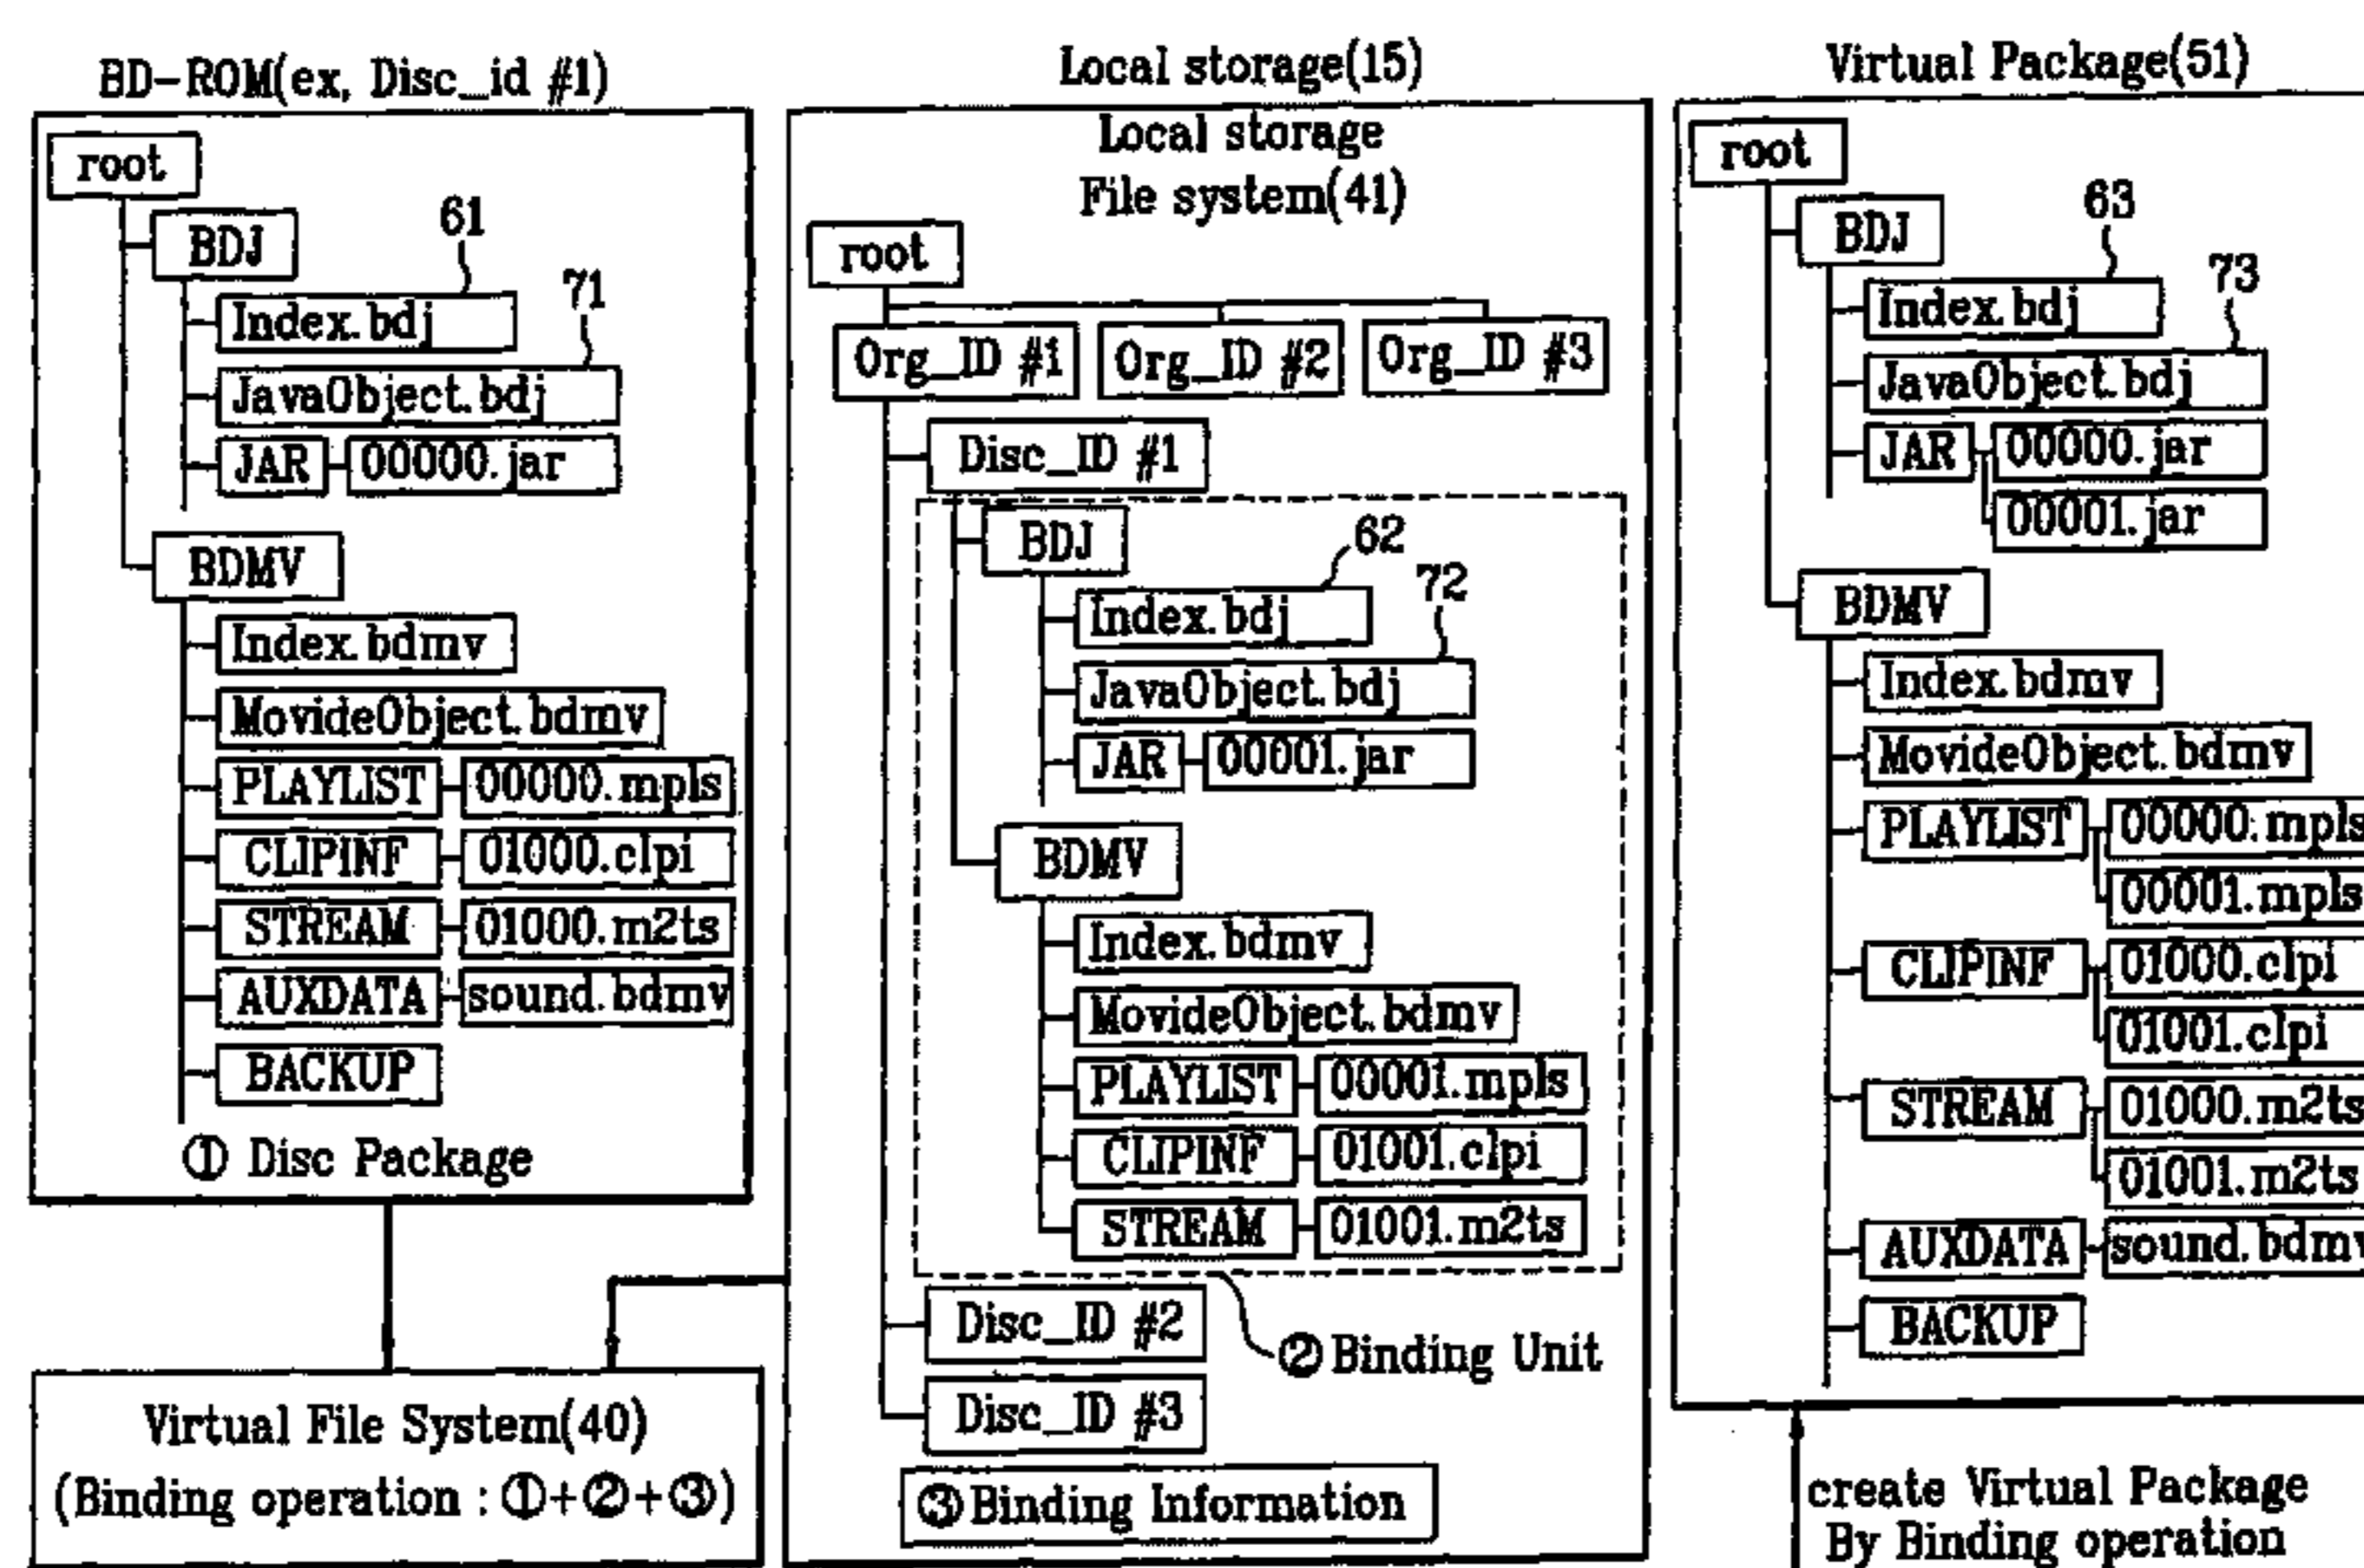 BD-ROM(ex, Disc_id #1)
root
BDJ
61
Index.bdj
71
JavaObject.bdj
JAR
00000.jar
BDMV
Index.bdmv
MovideObject.bdmv
PLAYLIST
00000.mpls
CLIPINF
01000.clpi
STREAM
01000.m2ts
AUXDATA
sound.bdmv
BACKUP
① Disc Package
Virtual File System(40)
(Binding operation : ①+②+③)
Local storage(15)
Local storage
File system(41)
root
Org_ID #1
Org_ID #2
Org_ID #3
Disc_ID #1
BDJ
62
Index.bdj
72
JavaObject.bdj
JAR
00001.jar
BDMV
Index.bdmv
MovideObject.bdmv
PLAYLIST
00001.mpls
CLIPINF
01001.clpi
STREAM
01001.m2ts
Disc_ID #2
② Binding Unit
Disc_ID #3
③ Binding Information
Virtual Package(51)
root
BDJ
63
Index.bdj
73
JavaObject.bdj
JAR
00000.jar
00001.jar
BDMV
Index.bdmv
MovideObject.bdmv
PLAYLIST
00000.mpls
00001.mpls
CLIPINF
01000.clpi
01001.clpi
STREAM
01000.m2ts
01001.m2ts
AUXDATA
sound.bdmv
BACKUP
create Virtual Package
By Binding operation